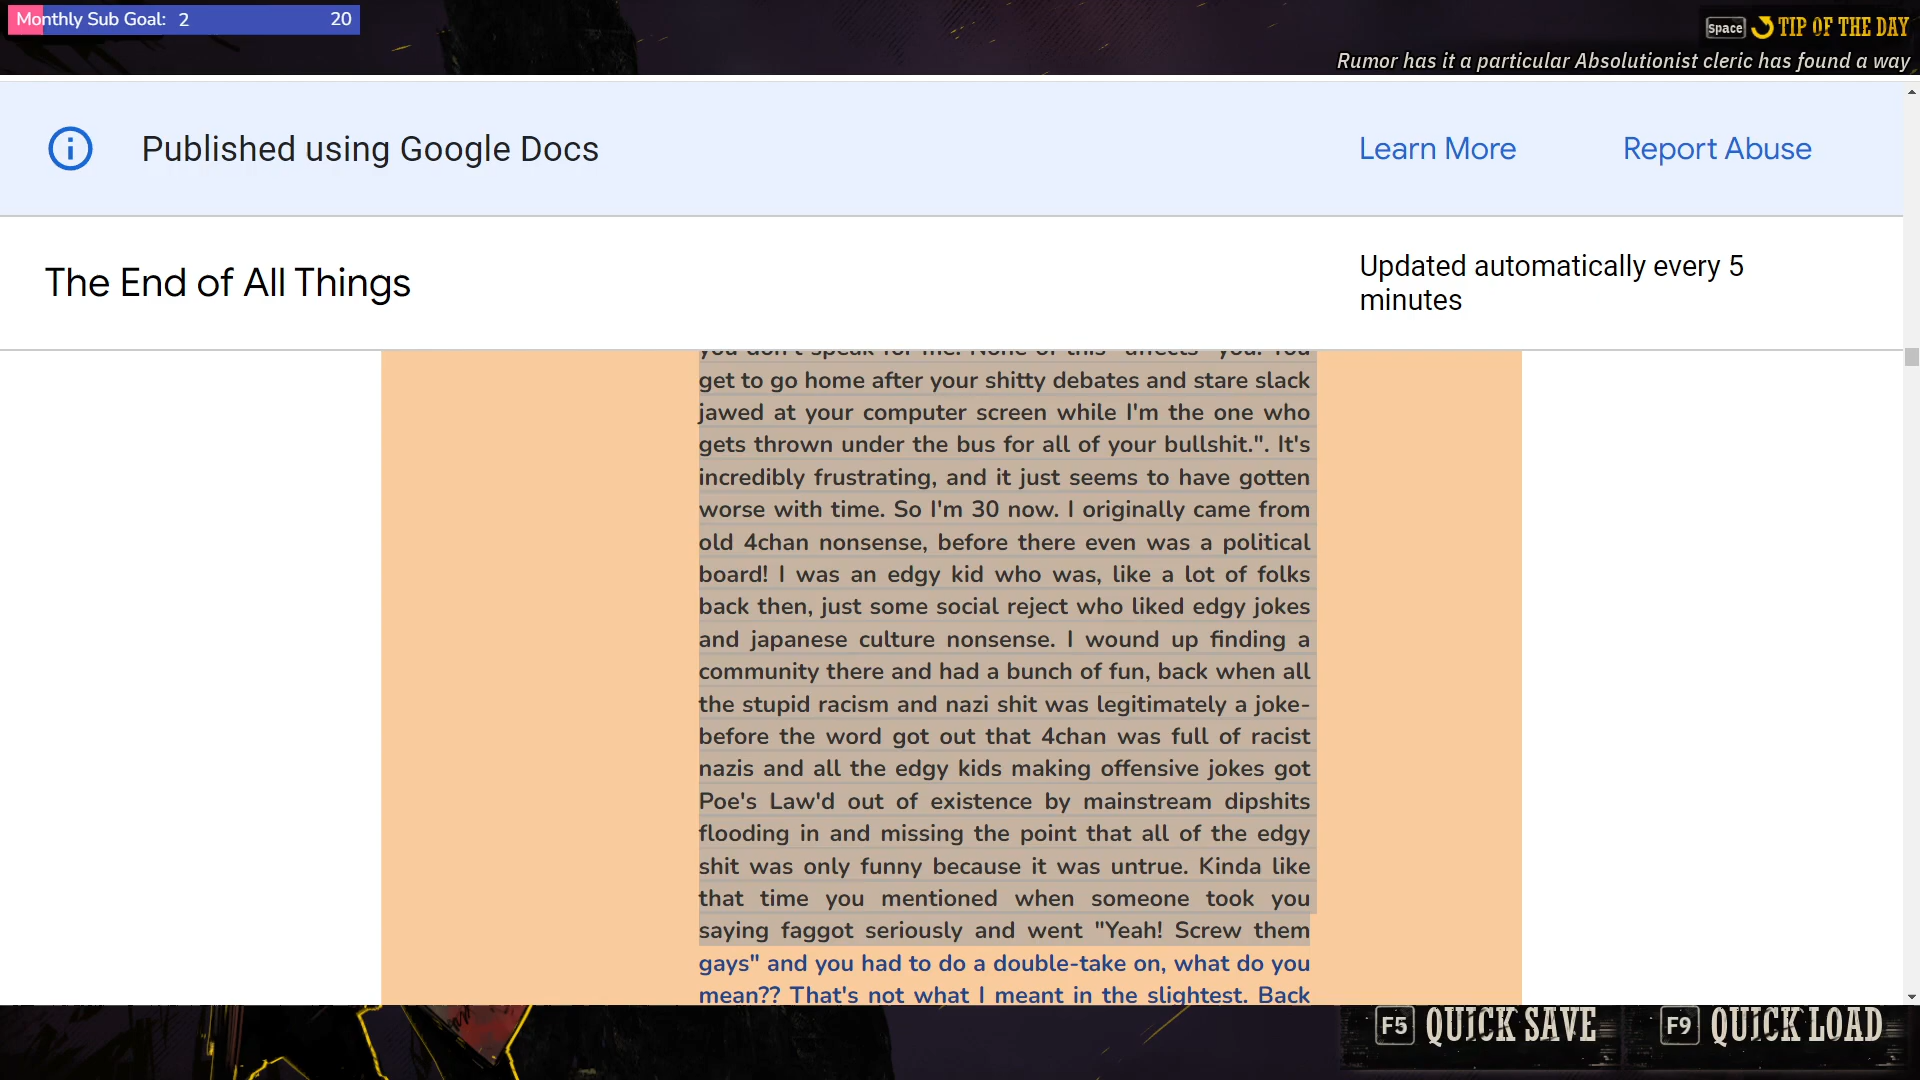 Monthly Sub Goal: 2 20
Space TIP OF THE DAY
Rumor has it a particular Absolutionist cleric has found a way
Published using Google Docs
Learn More
Report Abuse
The End of All Things
Updated automatically every 5
minutes
you don't speak for me! None of this "affects" you. You
get to go home after your shitty debates and stare slack
jawed at your computer screen while I'm the one who
gets thrown under the bus for all of your bullshit.". It's
incredibly frustrating, and it just seems to have gotten
worse with time. So I'm 30 now. I originally came from
old 4chan nonsense, before there even was a political
board! I was an edgy kid who was, like a lot of folks
back then, just some social reject who liked edgy jokes
and japanese culture nonsense. I wound up finding a
community there and had a bunch of fun, back when all
the stupid racism and nazi shit was legitimately a joke-
before the word got out that 4chan was full of racist
nazis and all the edgy kids making offensive jokes got
Poe's Law'd out of existence by mainstream dipshits
flooding in and missing the point that all of the edgy
shit was only funny because it was untrue. Kinda like
that time you mentioned when someone took you
saying faggot seriously and went "Yeah! Screw them
gays" and you had to do a double-take on, what do you
mean?? That's not what I meant in the slightest. Back
F5 QUICK SAVE
F9 QUICK LOAD